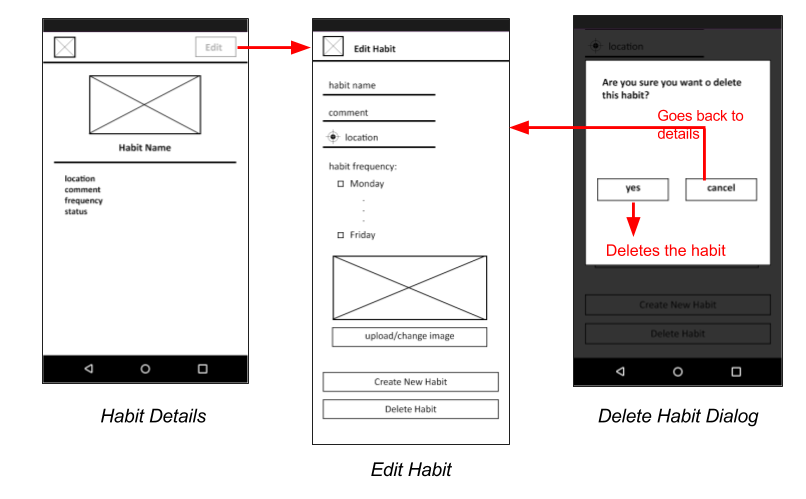 Edit
Habit Name
location
comment
frequency
status
Habit Details
Edit Habit
habit name
comment
location
habit frequency:
Monday
.
.
.
Friday
upload/change image
Create New Habit
Delete Habit
Edit Habit
location
Are you sure you want o delete
this habit?
Goes back to
details
yes
cancel
Deletes the habit
Create New Habit
Delete Habit
Delete Habit Dialog